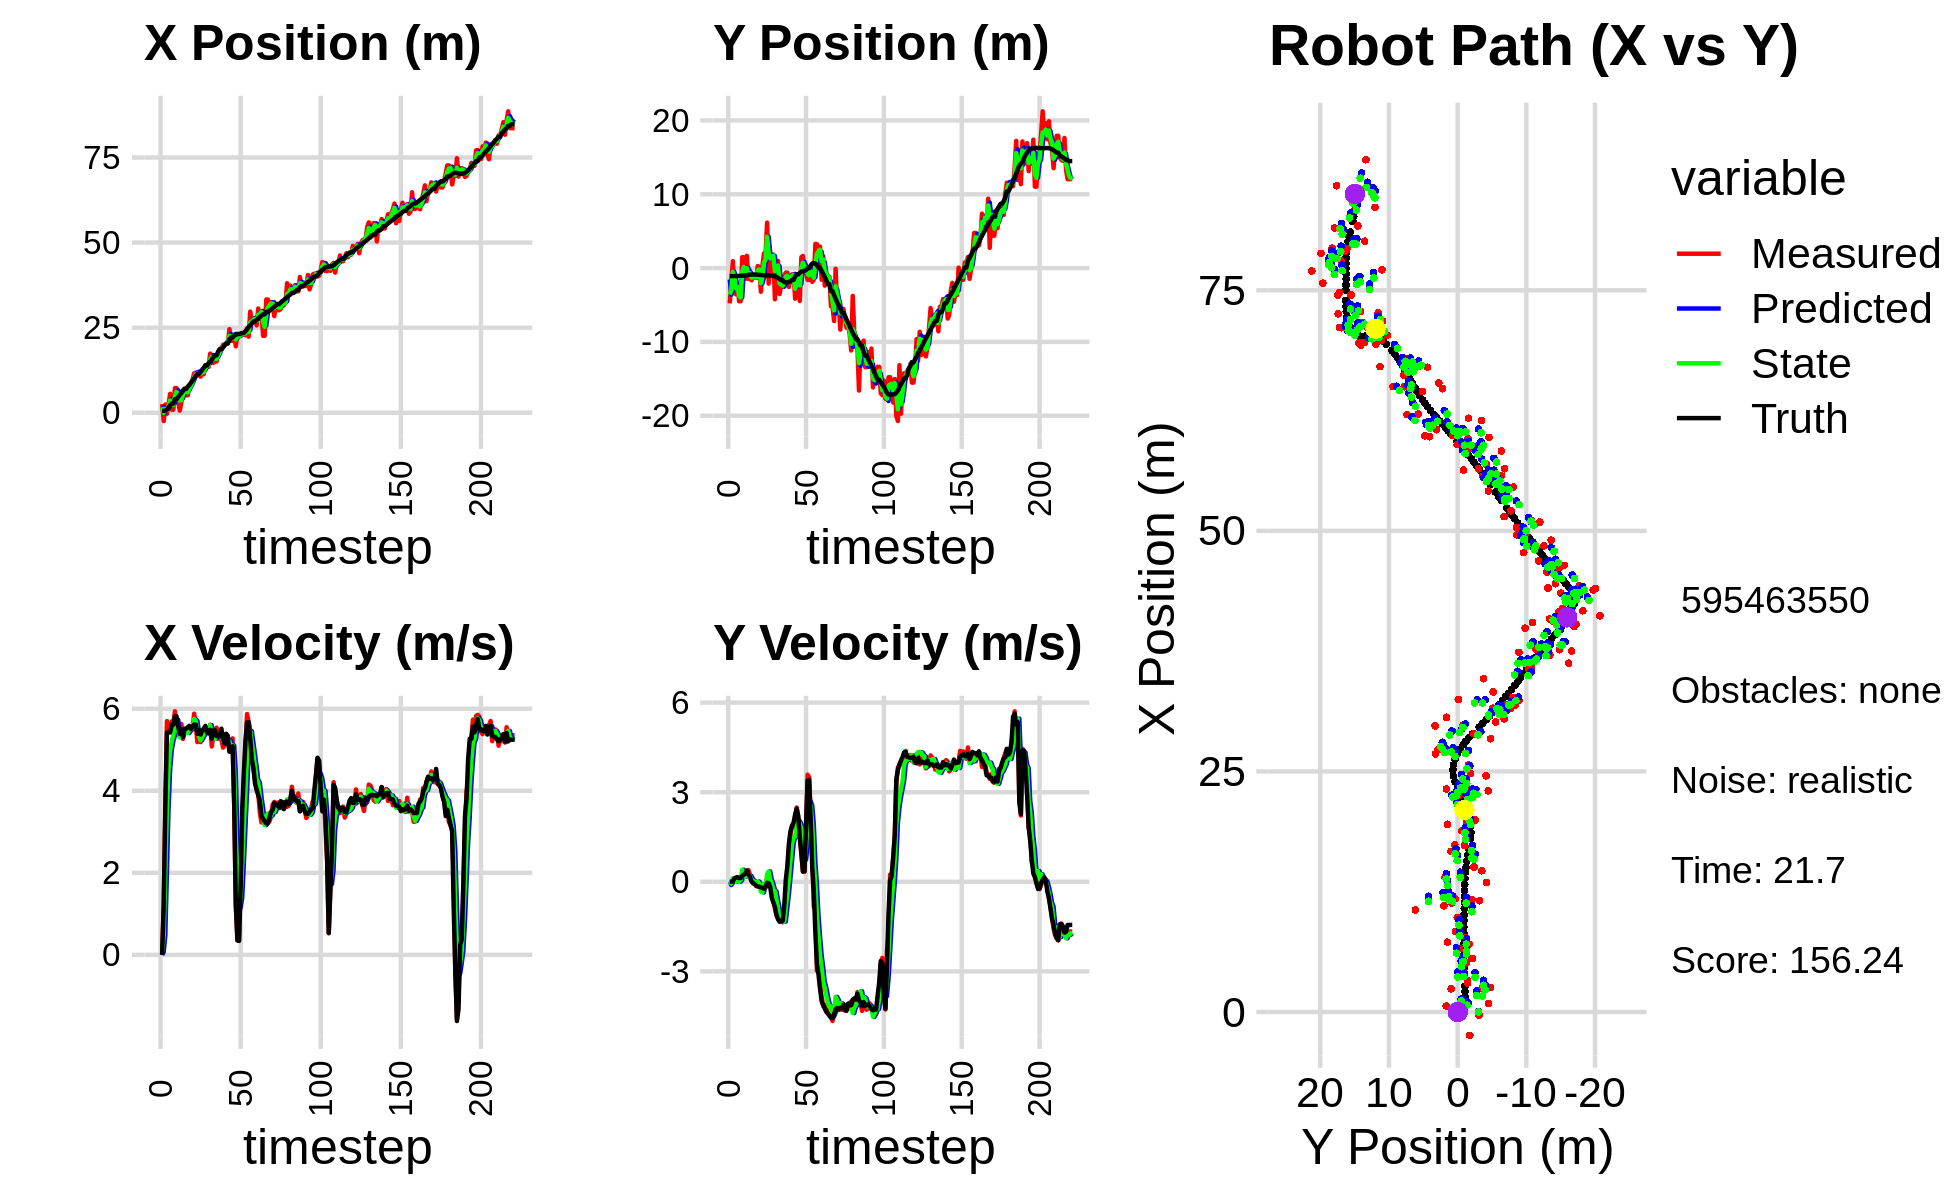 X Position (m)
75
50
25
0
0
50
100
150
200
timestep
Y Position (m)
20
10
0
-10
-20
0
50
100
150
200
timestep
X Velocity (m/s)
6
4
2
0
0
50
100
150
200
timestep
Y Velocity (m/s)
6
3
0
-3
0
50
100
150
200
timestep
Robot Path (X vs Y)
X Position (m)
75
50
25
0
20 10 0 -10 -20
Y Position (m)
variable
Measured
Predicted
State
Truth
595463550
Obstacles: none
Noise: realistic
Time: 21.7
Score: 156.24